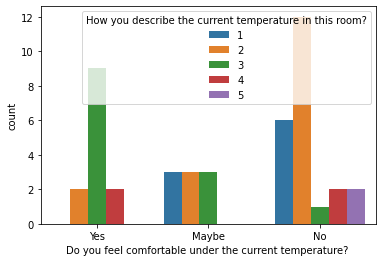 How you describe the current temperature in this room?
1
2
3
4
5
12
10
8
6
4
2
0
count
Yes
Maybe
No
Do you feel comfortable under the current temperature?